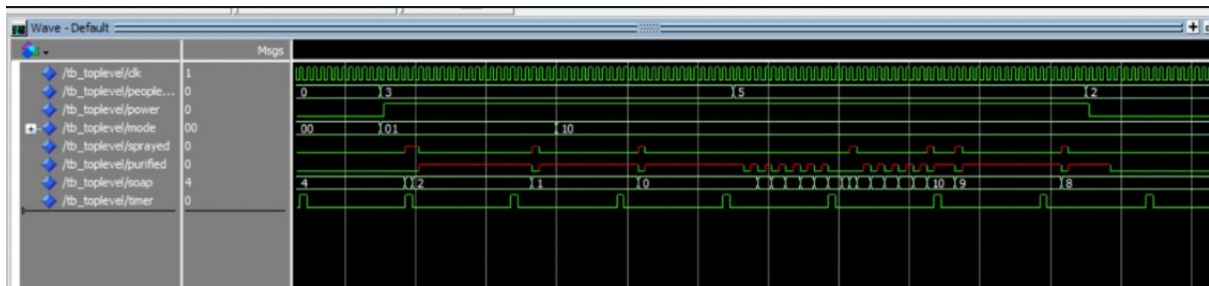 Wave - Default
Msgs
/tb_toplevel/clk 1
/tb_toplevel/people... 0 0 3 5 2
/tb_toplevel/power 0
/tb_toplevel/mode 00 00 01 10
/tb_toplevel/sprayed 0
/tb_toplevel/purified 0
/tb_toplevel/soap 4 4 2 1 0 10 9 8
/tb_toplevel/timer 0